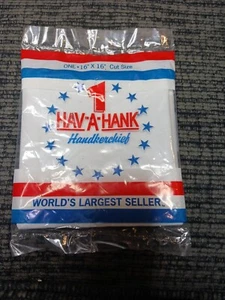 ONE • 16" X 16" Cut Size
1
HAV-A-HANK
Handkerchief
WORLD'S LARGEST SELLER